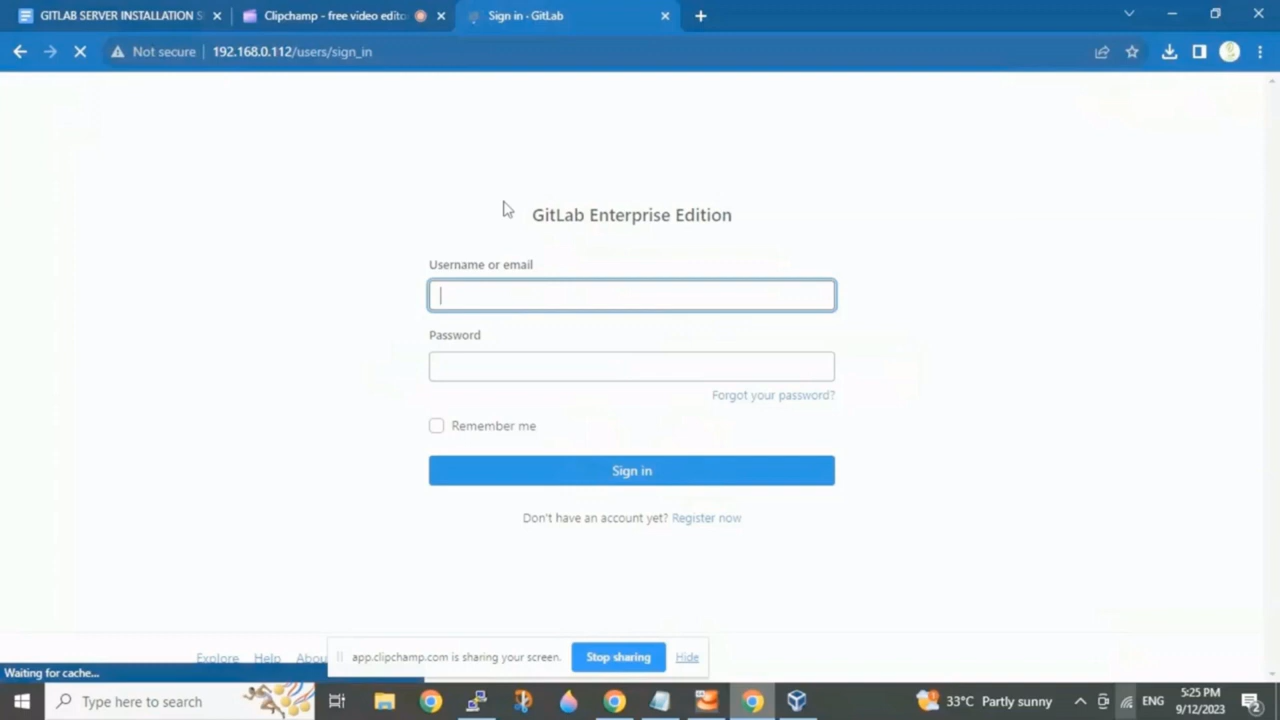 GITLAB SERVER INSTALLATION S
Clipchamp - free video edito
Sign in · GitLab
Not secure
192.168.0.112/users/sign_in
GitLab Enterprise Edition
Username or email
Password
Forgot your password?
Remember me
Sign in
Don't have an account yet? Register now
Explore Help Abou
app.clipchamp.com is sharing your screen.
Stop sharing
Hide
Waiting for cache...
Type here to search
33°C Partly sunny
ENG
5:25 PM
9/12/2023
2